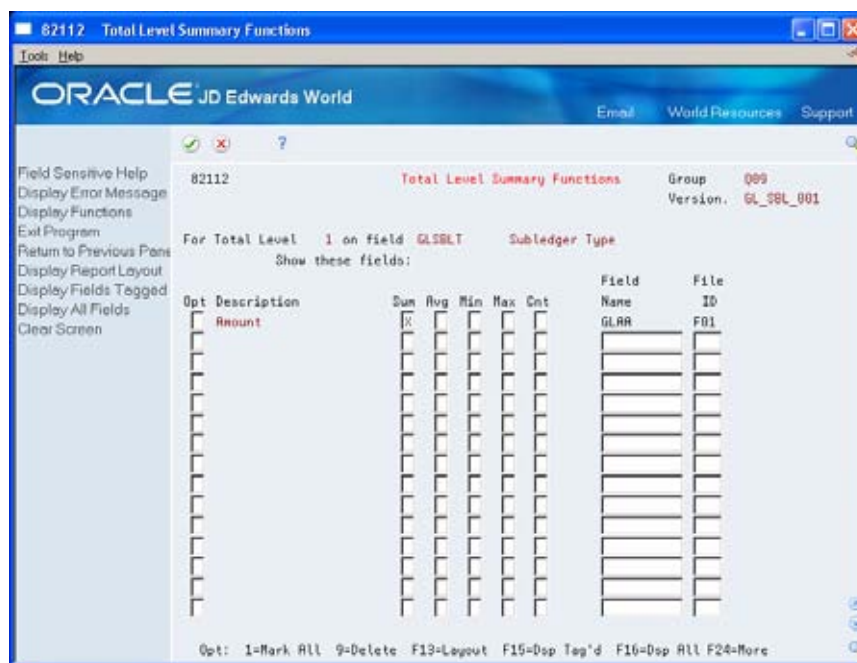 82112 Total Level Summary Functions
Tools Help
ORACLE JD Edwards World
Email World Resources Support
?
Field Sensitive Help
Display Error Message
Display Functions
Exit Program
Return to Previous Pane
Display Report Layout
Display Fields Tagged
Display All Fields
Clear Screen
82112 Total Level Summary Functions Group Q09
Version. GL_SBL_001
For Total Level 1 on field GLSBLT Subledger Type
Show these fields:
Field File
Opt Description Sum Avg Min Max Cnt Name ID
Amount X GLAA F01
Opt: 1=Mark All 9=Delete F13=Layout F15=Dsp Tag'd F16=Dsp All F24=More